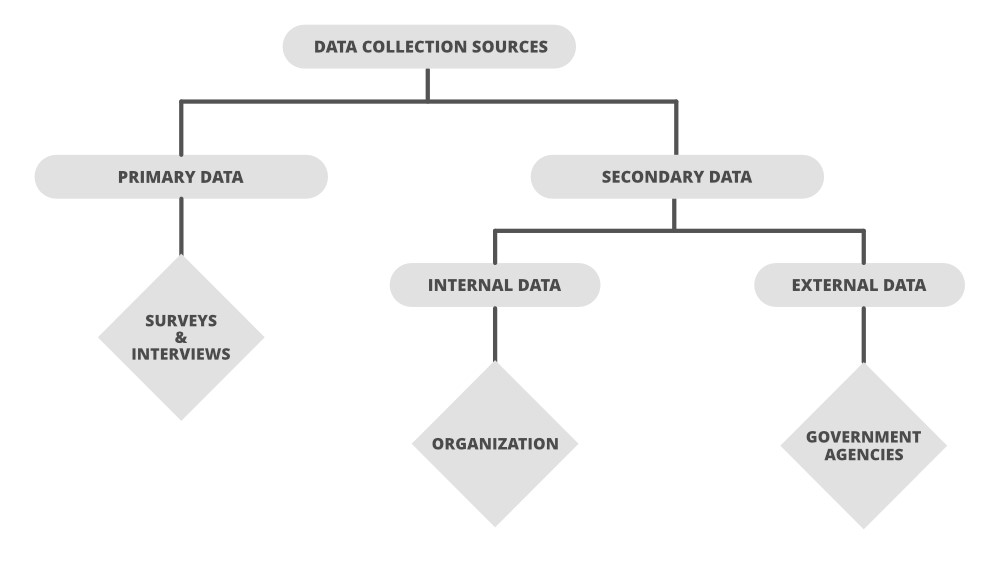 DATA COLLECTION SOURCES
PRIMARY DATA
SECONDARY DATA
INTERNAL DATA
EXTERNAL DATA
SURVEYS
&
INTERVIEWS
ORGANIZATION
GOVERNMENT
AGENCIES